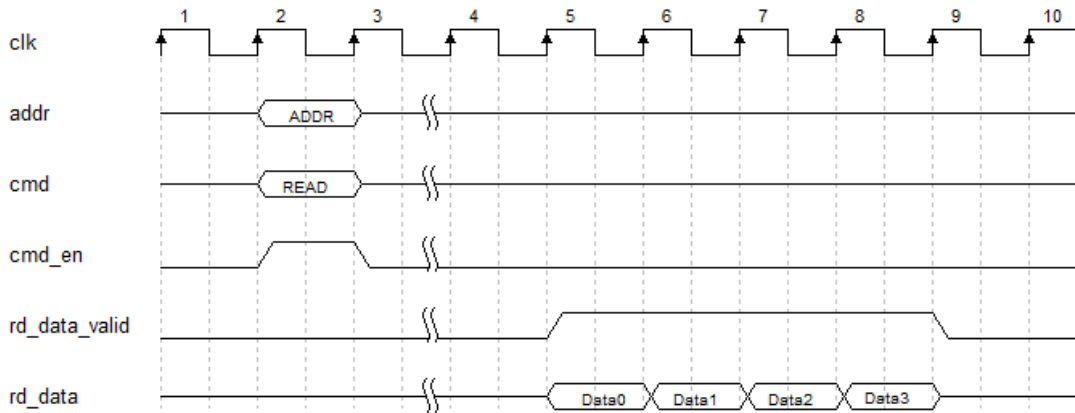 1 2 3 4 5 6 7 8 9 10
clk
addr ADDR
cmd READ
cmd_en
rd_data_valid
rd_data Data0 Data1 Data2 Data3